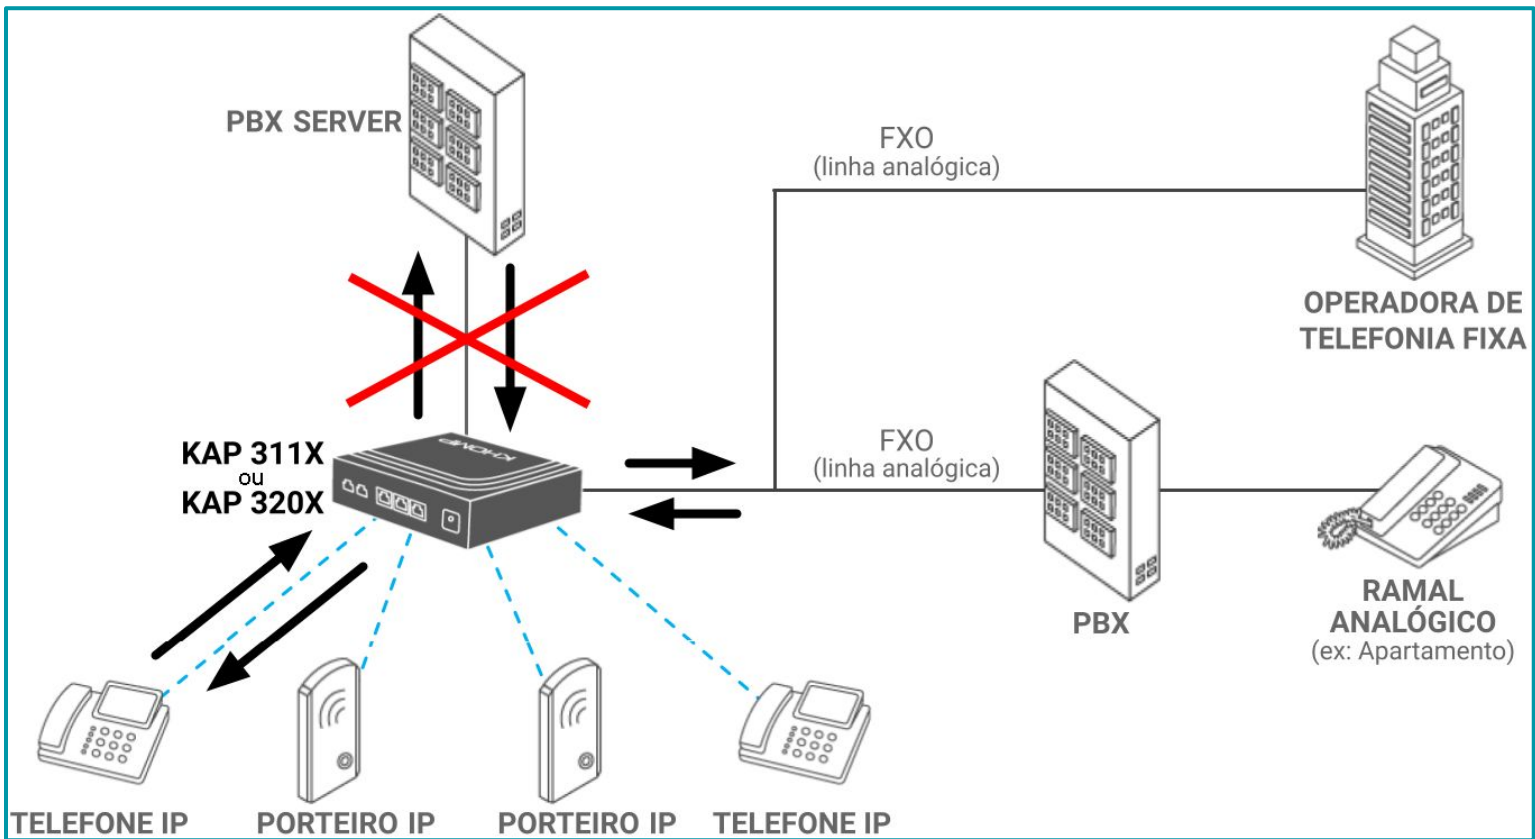 PBX SERVER
FXO
(linha analógica)
OPERADORA DE
TELEFONIA FIXA
KHOMP
KAP 311X
ou
KAP 320X
FXO
(linha analógica)
PBX
RAMAL
ANALÓGICO
(ex: Apartamento)
TELEFONE IP
PORTEIRO IP
PORTEIRO IP
TELEFONE IP